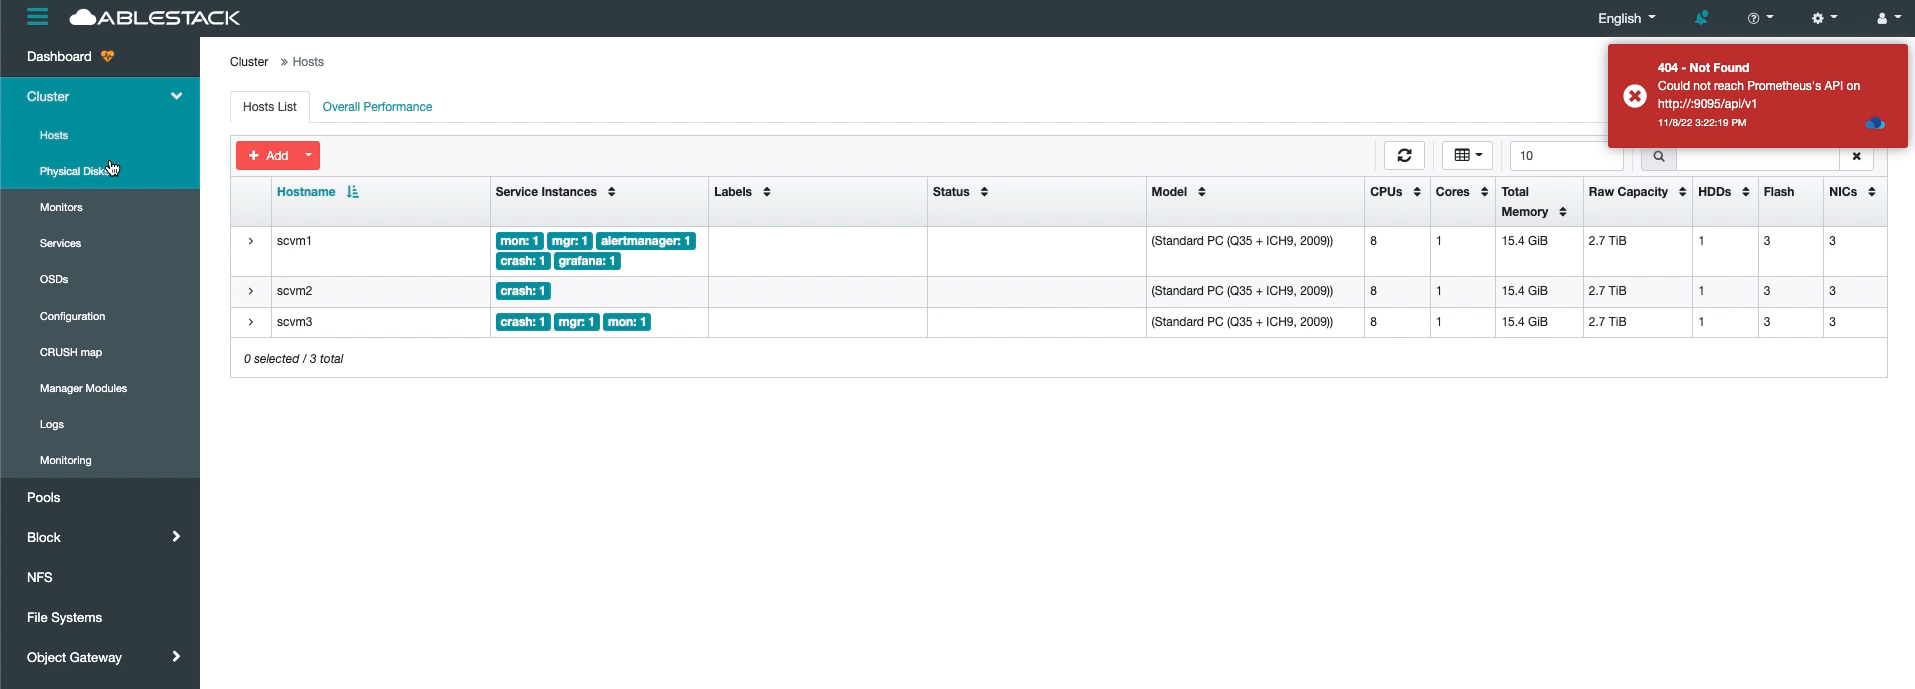 ABLESTACK
English
Dashboard
Cluster
Hosts
Physical Disks
Monitors
Services
OSDs
Configuration
CRUSH map
Manager Modules
Logs
Monitoring
Pools
Block
NFS
File Systems
Object Gateway
Cluster » Hosts
Hosts List Overall Performance
404 - Not Found
Could not reach Prometheus's API on
http://:9095/api/v1
11/8/22 3:22:19 PM
+ Add
10
Hostname Service Instances Labels Status Model CPUs Cores Total Memory Raw Capacity HDDs Flash NICs
scvm1 mon: 1 mgr: 1 alertmanager: 1 (Standard PC (Q35 + ICH9, 2009)) 8 1 15.4 GiB 2.7 TiB 1 3 3
crash: 1 grafana: 1
scvm2 crash: 1 (Standard PC (Q35 + ICH9, 2009)) 8 1 15.4 GiB 2.7 TiB 1 3 3
scvm3 crash: 1 mgr: 1 mon: 1 (Standard PC (Q35 + ICH9, 2009)) 8 1 15.4 GiB 2.7 TiB 1 3 3
0 selected / 3 total